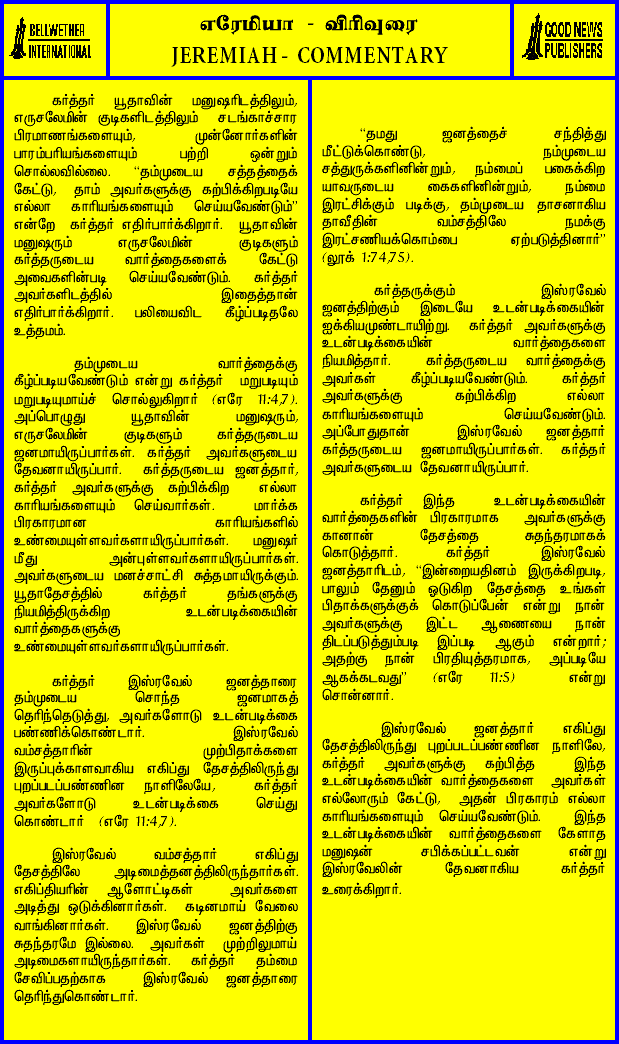 BELLWETHER
INTERNATIONAL
எரேமியா - விரிவுரை
JEREMIAH - COMMENTARY
GOOD NEWS
PUBLISHERS
கர்த்தர் யூதாவின் மனுஷரிடத்திலும்,
எருசலேமின் குடிகளிடத்திலும் சடங்காச்சார
பிரமாணங்களையும், முன்னோர்களின்
பாரம்பரியங்களையும் பற்றி ஒன்றும்
சொல்லவில்லை. “தம்முடைய சத்தத்தைக்
கேட்டு, தாம் அவர்களுக்கு கற்பிக்கிறபடியே
எல்லா காரியங்களையும் செய்யவேண்டும்”
என்றே கர்த்தர் எதிர்பார்க்கிறார். யூதாவின்
மனுஷரும் எருசலேமின் குடிகளும்
கர்த்தருடைய வார்த்தைகளைக் கேட்டு
அவைகளின்படி செய்யவேண்டும். கர்த்தர்
அவர்களிடத்தில் இதைத்தான்
எதிர்பார்க்கிறார். பலியைவிட கீழ்ப்படிதலே
உத்தமம்.
தம்முடைய வார்த்தைக்கு
கீழ்ப்படியவேண்டும் என்று கர்த்தர் மறுபடியும்
மறுபடியுமாய்ச் சொல்லுகிறார் (எரே 11:4,7).
அப்பொழுது யூதாவின் மனுஷரும்,
எருசலேமின் குடிகளும் கர்த்தருடைய
ஜனமாயிருப்பார்கள். கர்த்தர் அவர்களுடைய
தேவனாயிருப்பார். கர்த்தருடைய ஜனத்தார்,
கர்த்தர் அவர்களுக்கு கற்பிக்கிற எல்லா
காரியங்களையும் செய்வார்கள். மார்க்க
பிரகாரமான காரியங்களில்
உண்மையுள்ளவர்களாயிருப்பார்கள். மனுஷர்
மீது அன்புள்ளவர்களாயிருப்பார்கள்.
அவர்களுடைய மனச்சாட்சி சுத்தமாயிருக்கும்.
யூதாதேசத்தில் கர்த்தர் தங்களுக்கு
நியமித்திருக்கிற உடன்படிக்கையின்
வார்த்தைகளுக்கு
உண்மையுள்ளவர்களாயிருப்பார்கள்.
கர்த்தர் இஸ்ரவேல் ஜனத்தாரை
தம்முடைய சொந்த ஜனமாகத்
தெரிந்தெடுத்து, அவர்களோடு உடன்படிக்கை
பண்ணிக்கொண்டார். இஸ்ரவேல்
வம்சத்தாரின் முற்பிதாக்களை
இருப்புக்காளவாகிய எகிப்து தேசத்திலிருந்து
புறப்படப்பண்ணின நாளிலேயே, கர்த்தர்
அவர்களோடு உடன்படிக்கை செய்து
கொண்டார் (எரே 11:4,7).
இஸ்ரவேல் வம்சத்தார் எகிப்து
தேசத்திலே அடிமைத்தனத்திலிருந்தார்கள்.
எகிப்தியரின் ஆளோட்டிகள் அவர்களை
அடித்து ஒடுக்கினார்கள். கடினமாய் வேலை
வாங்கினார்கள். இஸ்ரவேல் ஜனத்திற்கு
சுதந்தரமே இல்லை. அவர்கள் முற்றிலுமாய்
அடிமைகளாயிருந்தார்கள். கர்த்தர் தம்மை
சேவிப்பதற்காக இஸ்ரவேல் ஜனத்தாரை
தெரிந்துகொண்டார்.
“தமது ஜனத்தைச் சந்தித்து
மீட்டுக்கொண்டு, நம்முடைய
சத்துருக்களினின்றும், நம்மைப் பகைக்கிற
யாவருடைய கைகளினின்றும், நம்மை
இரட்சிக்கும் படிக்கு, தம்முடைய தாசனாகிய
தாவீதின் வம்சத்திலே நமக்கு
இரட்சணியக்கொம்பை ஏற்படுத்தினார்”
(லூக் 1:74,75).
கர்த்தருக்கும் இஸ்ரவேல்
ஜனத்திற்கும் இடையே உடன்படிக்கையின்
ஐக்கியமுண்டாயிற்று. கர்த்தர் அவர்களுக்கு
உடன்படிக்கையின் வார்த்தைகளை
நியமித்தார். கர்த்தருடைய வார்த்தைக்கு
அவர்கள் கீழ்ப்படியவேண்டும். கர்த்தர்
அவர்களுக்கு கற்பிக்கிற எல்லா
காரியங்களையும் செய்யவேண்டும்.
அப்போதுதான் இஸ்ரவேல் ஜனத்தார்
கர்த்தருடைய ஜனமாயிருப்பார்கள். கர்த்தர்
அவர்களுடைய தேவனாயிருப்பார்.
கர்த்தர் இந்த உடன்படிக்கையின்
வார்த்தைகளின் பிரகாரமாக அவர்களுக்கு
கானான் தேசத்தை சுதந்தரமாகக்
கொடுத்தார். கர்த்தர் இஸ்ரவேல்
ஜனத்தாரிடம், “இன்றையதினம் இருக்கிறபடி,
பாலும் தேனும் ஓடுகிற தேசத்தை உங்கள்
பிதாக்களுக்குக் கொடுப்பேன் என்று நான்
அவர்களுக்கு இட்ட ஆணையை நான்
திடப்படுத்தும்படி இப்படி ஆகும் என்றார்;
அதற்கு நான் பிரதியுத்தரமாக, அப்படியே
ஆகக்கடவது” (எரே 11:5) என்று
சொன்னார்.
இஸ்ரவேல் ஜனத்தார் எகிப்து
தேசத்திலிருந்து புறப்படப்பண்ணின நாளிலே,
கர்த்தர் அவர்களுக்கு கற்பித்த இந்த
உடன்படிக்கையின் வார்த்தைகளை அவர்கள்
எல்லோரும் கேட்டு, அதன் பிரகாரம் எல்லா
காரியங்களையும் செய்யவேண்டும். இந்த
உடன்படிக்கையின் வார்த்தைகளை கேளாத
மனுஷன் சபிக்கப்பட்டவன் என்று
இஸ்ரவேலின் தேவனாகிய கர்த்தர்
உரைக்கிறார்.